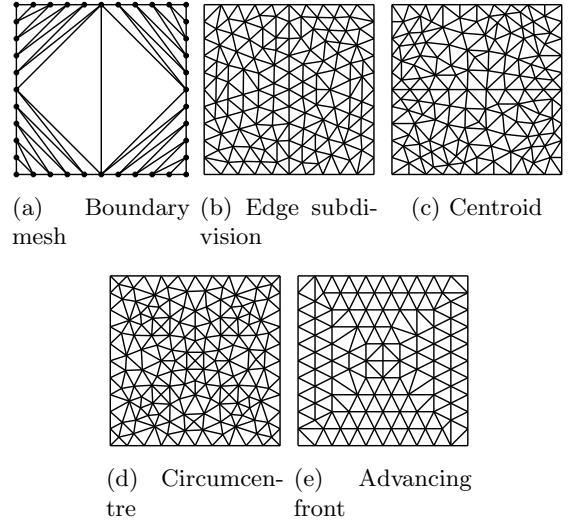 (a) Boundary mesh
(b) Edge subdi-
vision
(c) Centroid
(d) Circumcen-
tre
(e) Advancing
front